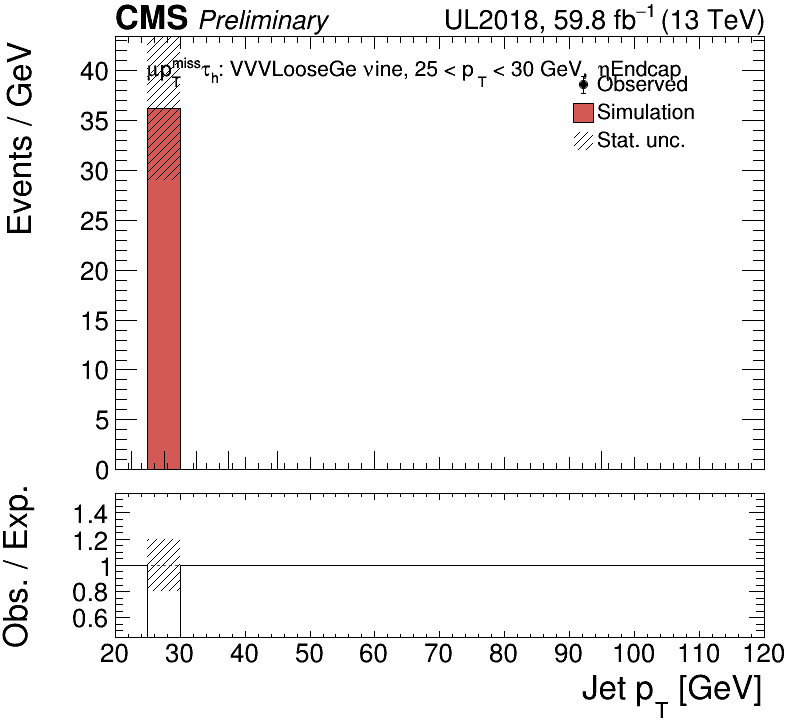 CMS Preliminary UL2018, 59.8 fb⁻¹ (13 TeV)
Events / GeV
μp_T^miss τ_h: VVVLooseGe νine, 25 < p_T < 30 GeV, ηEndcap
Observed
Simulation
Stat. unc.
40
35
30
25
20
15
10
5
0
Obs. / Exp.
1.4
1.2
1
0.8
0.6
20 30 40 50 60 70 80 90 100 110 120
Jet p_T [GeV]